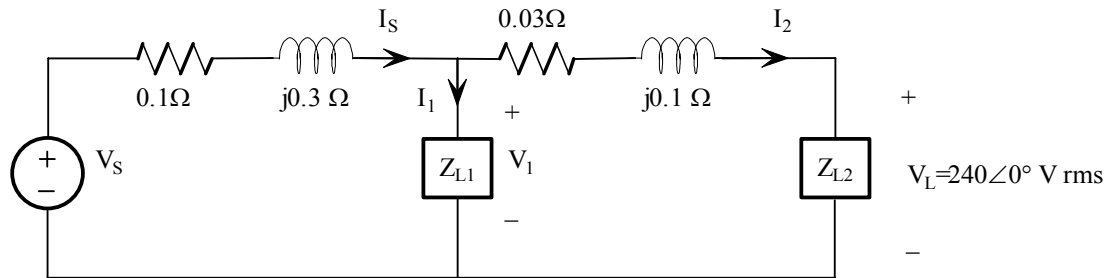 I_S 0.03Ω I_2
0.1Ω j0.3 Ω I_1 + j0.1 Ω +
+ V_S Z_L1 V_1 Z_L2 V_L=240∠0° V rms
−
− −